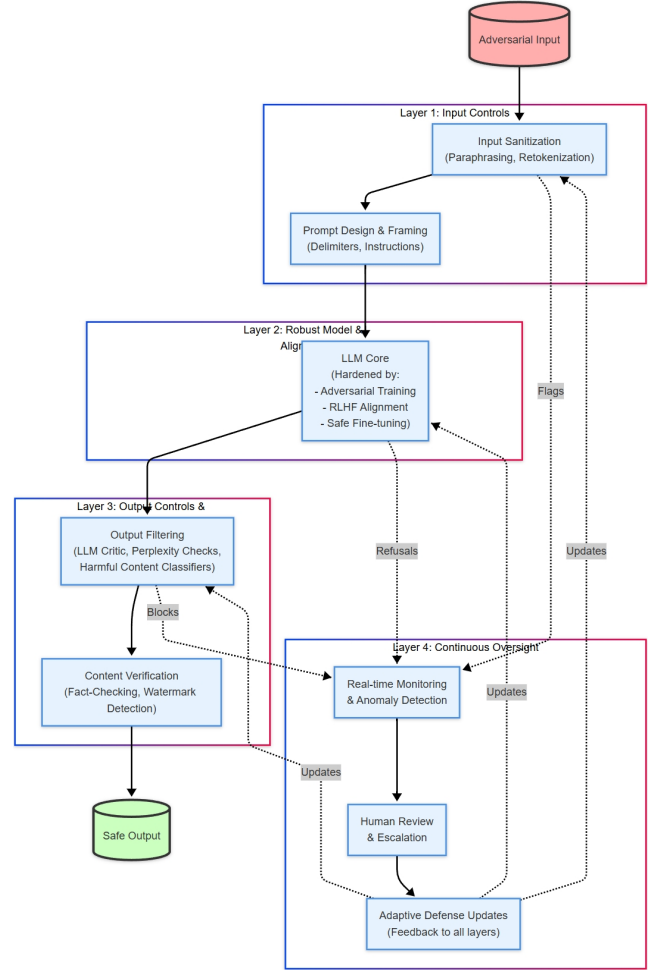 Adversarial Input
Layer 1: Input Controls
Input Sanitization
(Paraphrasing, Retokenization)
Prompt Design & Framing
(Delimiters, Instructions)
Layer 2: Robust Model &
Aligr
LLM Core
(Hardened by:
- Adversarial Training
- RLHF Alignment
- Safe Fine-tuning)
Flags
Layer 3: Output Controls &
Output Filtering
(LLM Critic, Perplexity Checks,
Harmful Content Classifiers)
Refusals
Updates
Blocks
Layer 4: Continuous Oversight
Content Verification
(Fact-Checking, Watermark
Detection)
Real-time Monitoring
& Anomaly Detection
Updates
Updates
Human Review
& Escalation
Safe Output
Adaptive Defense Updates
(Feedback to all layers)